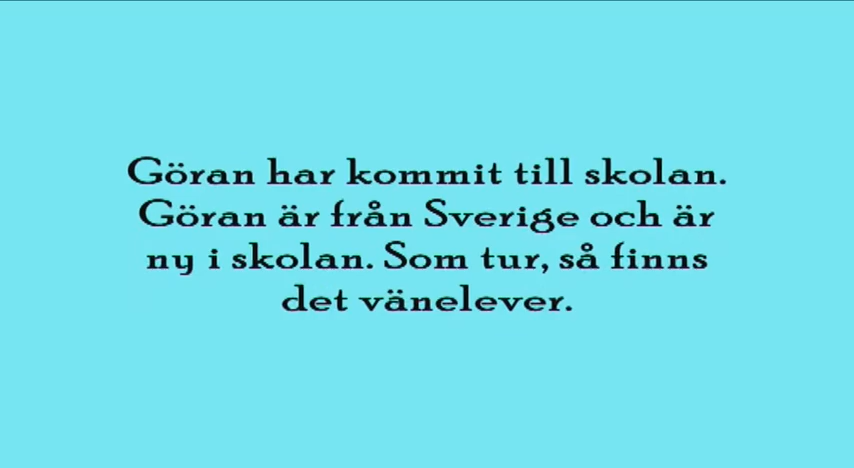 Göran har kommit till skolan.
Göran är från Sverige och är
ny i skolan. Som tur, så finns
det vänelever.